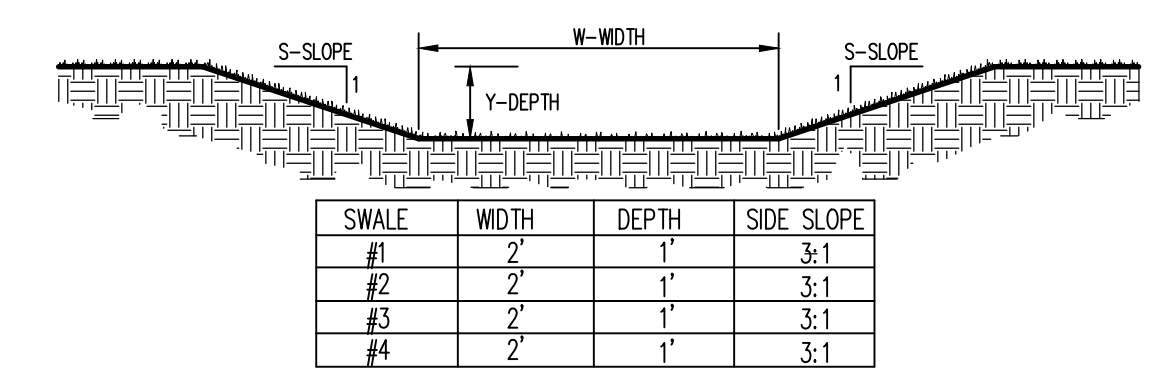 W-WIDTH
S-SLOPE
S-SLOPE
1
1
Y-DEPTH
SWALE WIDTH DEPTH SIDE SLOPE
#1 2' 1' 3:1
#2 2' 1' 3:1
#3 2' 1' 3:1
#4 2' 1' 3:1